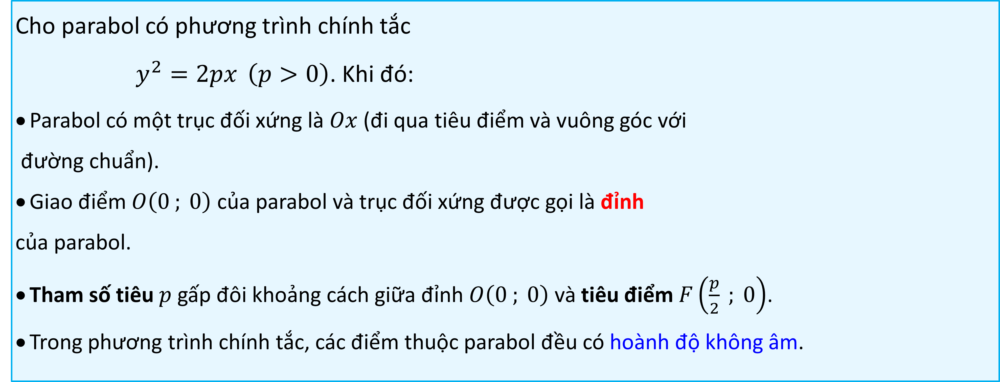 Cho parabol có phương trình chính tắc
y² = 2px (p > 0). Khi đó:
• Parabol có một trục đối xứng là Ox (đi qua tiêu điểm và vuông góc với
đường chuẩn).
• Giao điểm O(0 ; 0) của parabol và trục đối xứng được gọi là đỉnh
của parabol.
• Tham số tiêu p gấp đôi khoảng cách giữa đỉnh O(0 ; 0) và tiêu điểm F(p/2 ; 0).
• Trong phương trình chính tắc, các điểm thuộc parabol đều có hoành độ không âm.